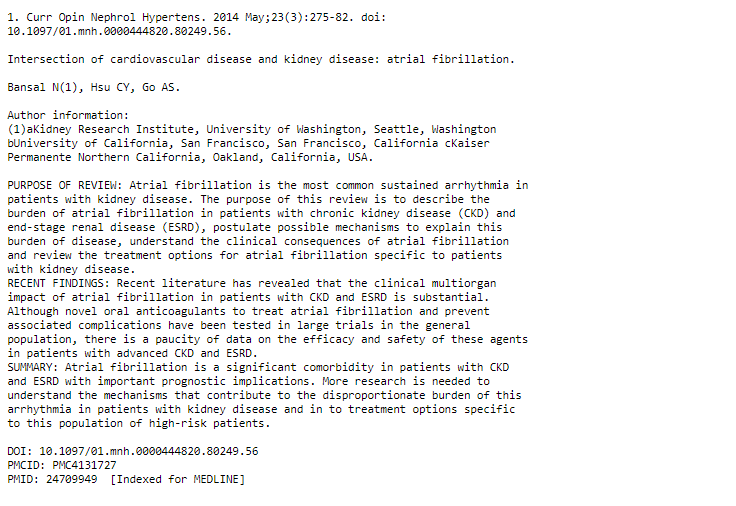 1. Curr Opin Nephrol Hypertens. 2014 May;23(3):275-82. doi:
10.1097/01.mnh.0000444820.80249.56.
Intersection of cardiovascular disease and kidney disease: atrial fibrillation.
Bansal N(1), Hsu CY, Go AS.
Author information:
(1)aKidney Research Institute, University of Washington, Seattle, Washington
bUniversity of California, San Francisco, San Francisco, California cKaiser
Permanente Northern California, Oakland, California, USA.
PURPOSE OF REVIEW: Atrial fibrillation is the most common sustained arrhythmia in
patients with kidney disease. The purpose of this review is to describe the
burden of atrial fibrillation in patients with chronic kidney disease (CKD) and
end-stage renal disease (ESRD), postulate possible mechanisms to explain this
burden of disease, understand the clinical consequences of atrial fibrillation
and review the treatment options for atrial fibrillation specific to patients
with kidney disease.
RECENT FINDINGS: Recent literature has revealed that the clinical multiorgan
impact of atrial fibrillation in patients with CKD and ESRD is substantial.
Although novel oral anticoagulants to treat atrial fibrillation and prevent
associated complications have been tested in large trials in the general
population, there is a paucity of data on the efficacy and safety of these agents
in patients with advanced CKD and ESRD.
SUMMARY: Atrial fibrillation is a significant comorbidity in patients with CKD
and ESRD with important prognostic implications. More research is needed to
understand the mechanisms that contribute to the disproportionate burden of this
arrhythmia in patients with kidney disease and in to treatment options specific
to this population of high-risk patients.
DOI: 10.1097/01.mnh.0000444820.80249.56
PMCID: PMC4131727
PMID: 24709949  [Indexed for MEDLINE]